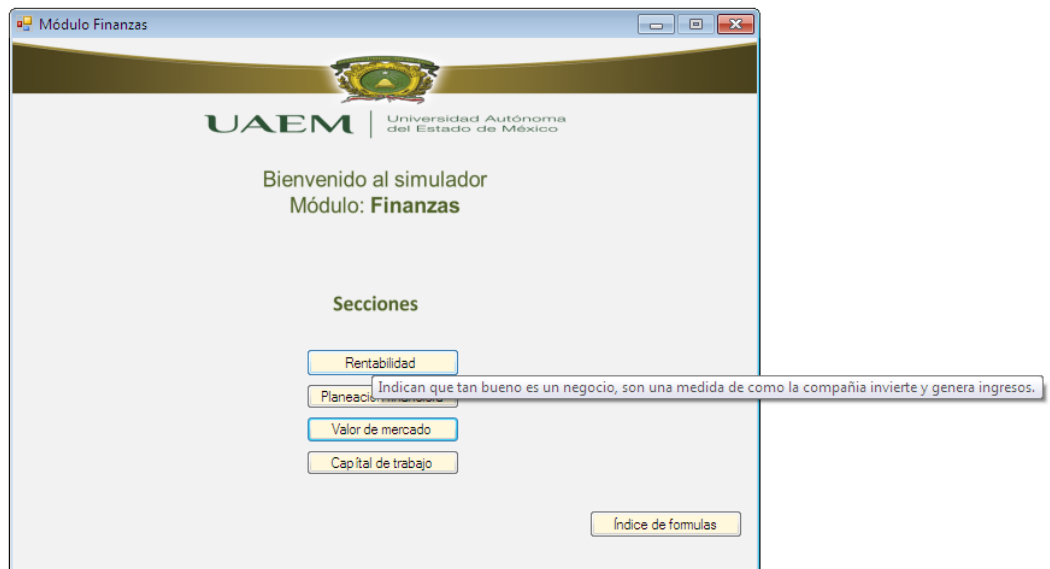 Módulo Finanzas
UAEM
Universidad Autónoma
del Estado de México
Bienvenido al simulador
Módulo: Finanzas
Secciones
Rentabilidad
Indican que tan bueno es un negocio, son una medida de como la compañia invierte y genera ingresos.
Planeación
Valor de mercado
Capítal de trabajo
Índice de formulas